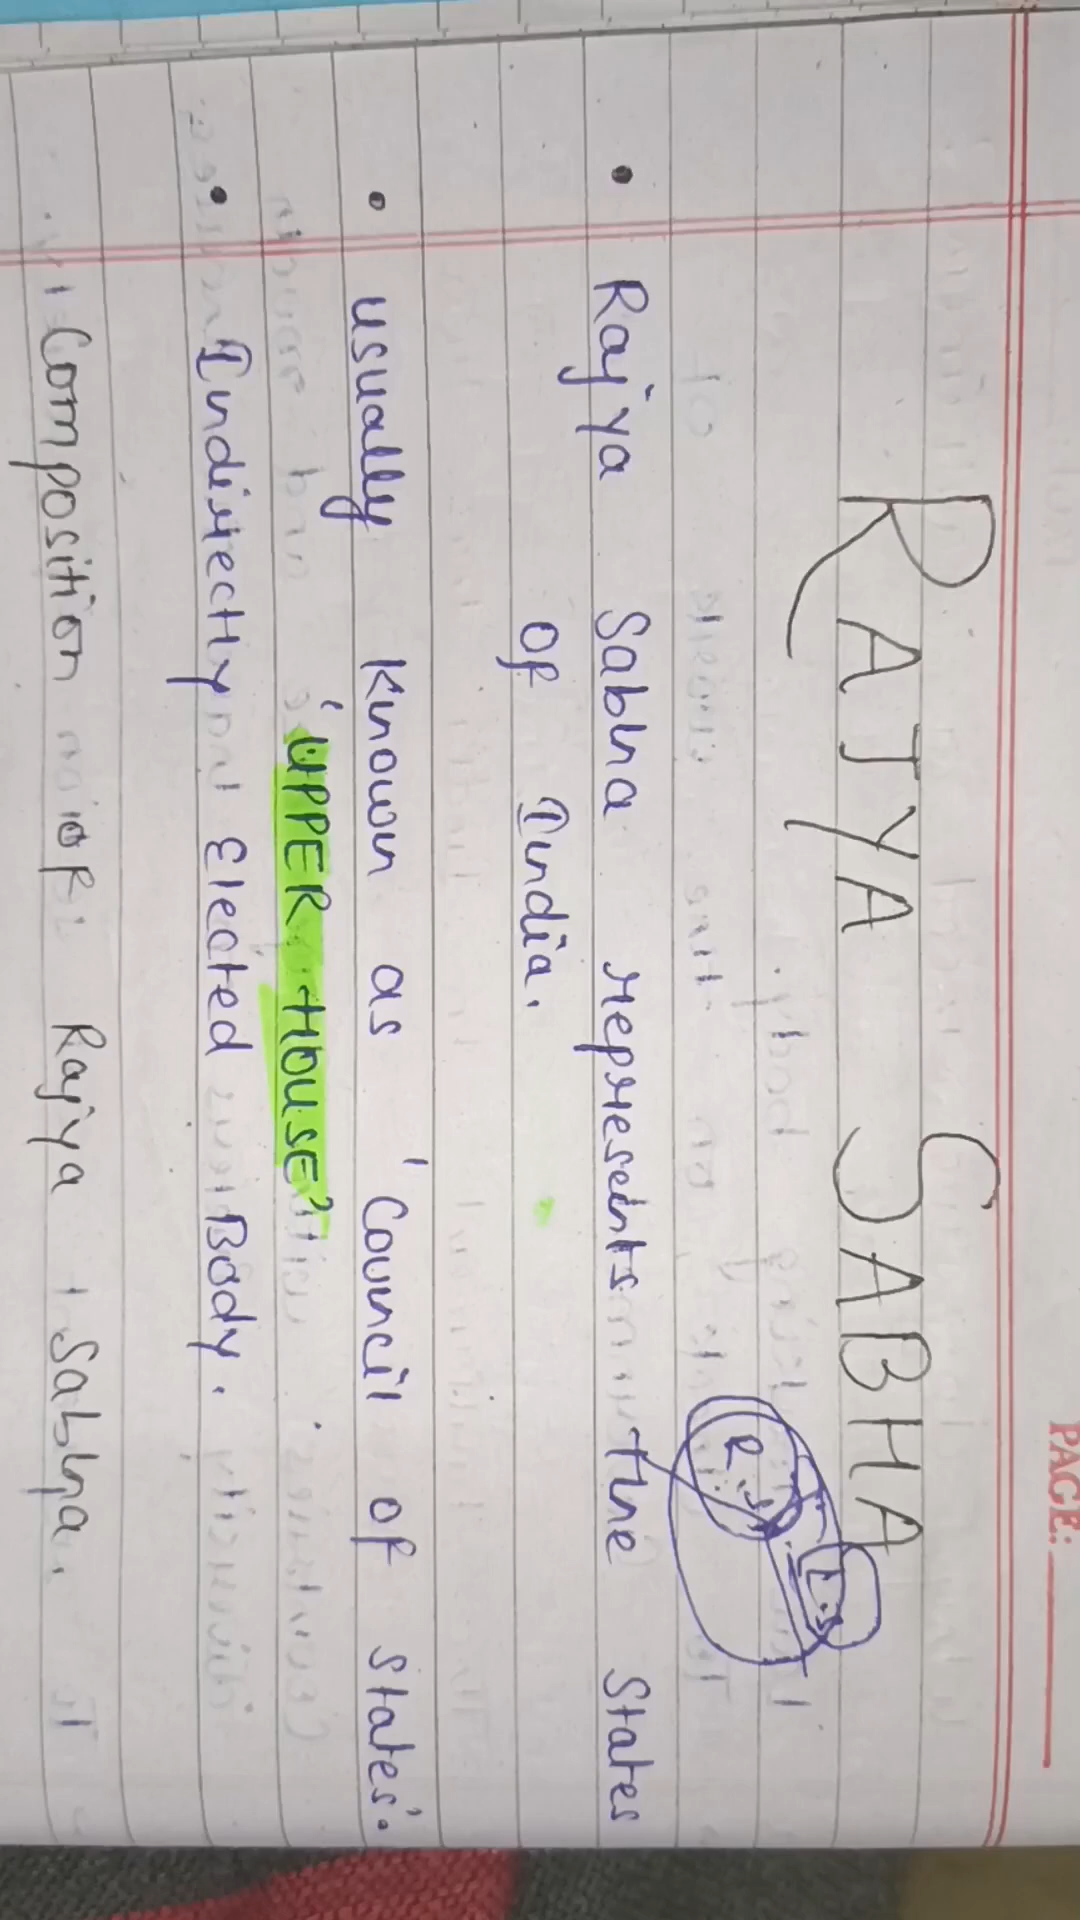 PAGE:
RAJYA SABHA
R.S.
L.S
• Rajya Sabha represents the States
of India.
• usually Known as 'Council of States'.
'UPPER HOUSE'
• Indirectly Elected Body.
Composition of Rajya Sabha.